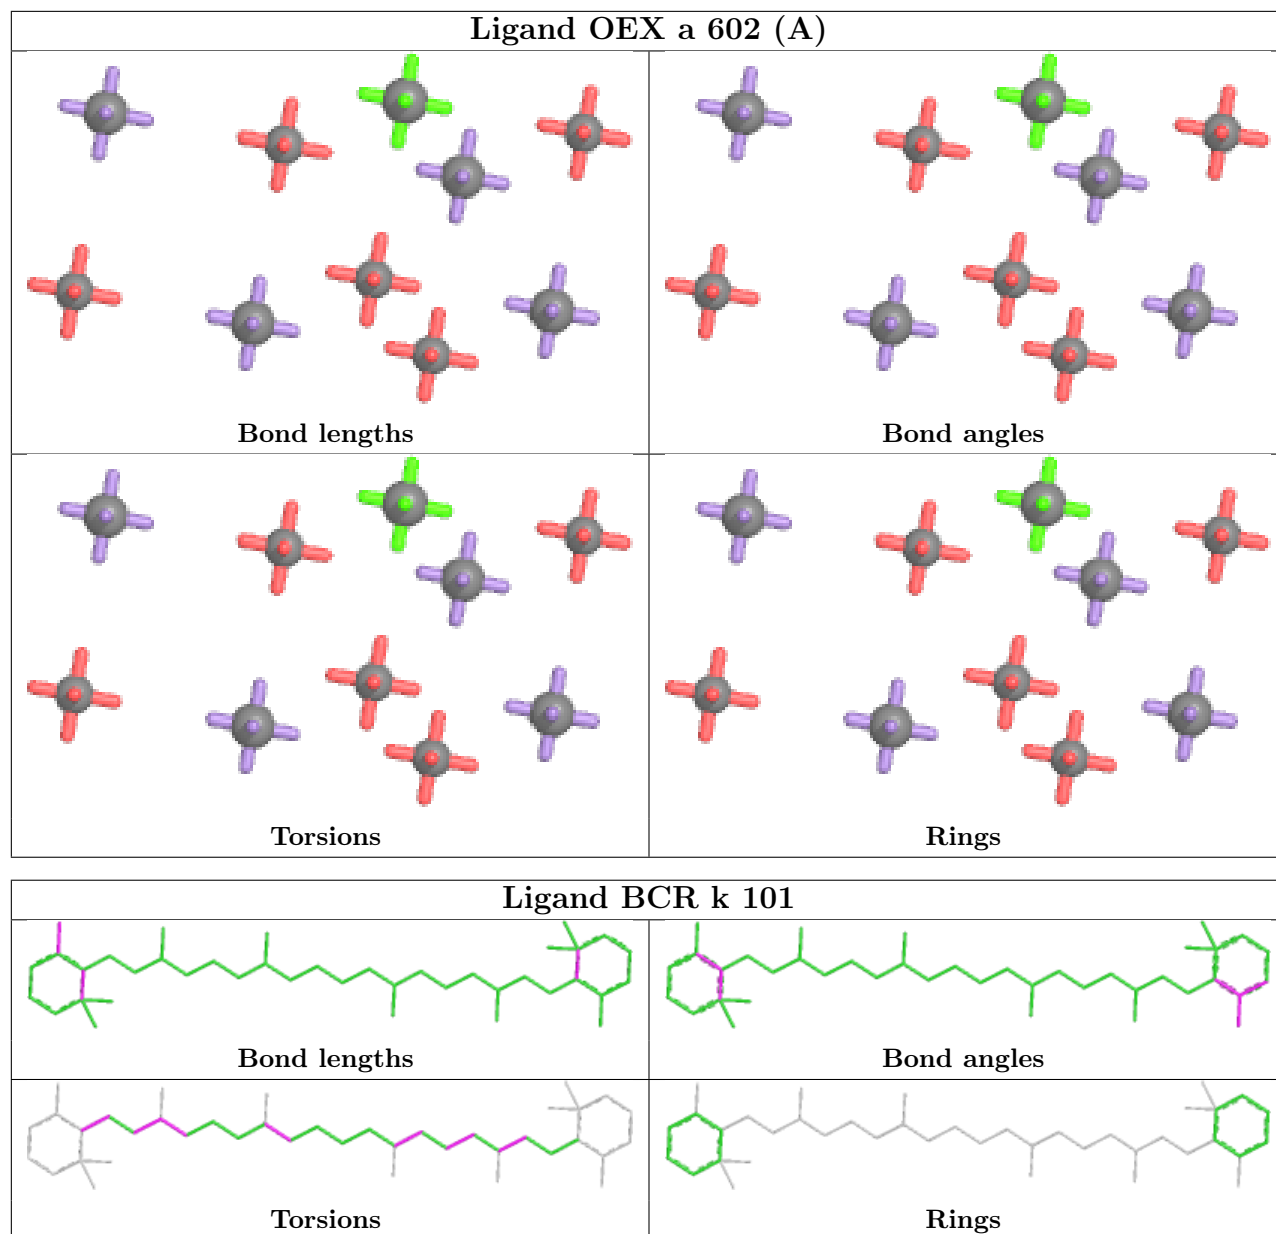 Ligand OEX a 602 (A)
Bond lengths
Bond angles
Torsions
Rings
Ligand BCR k 101
Bond lengths
Bond angles
Torsions
Rings